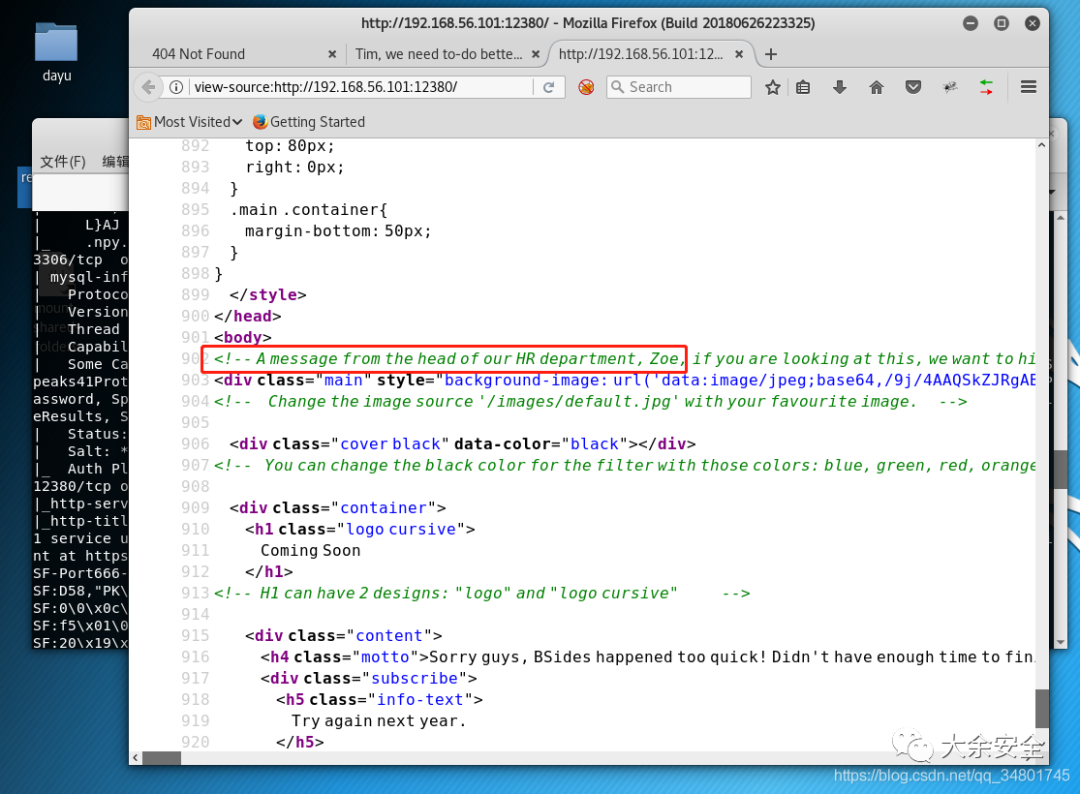 dayu
http://192.168.56.101:12380/ - Mozilla Firefox (Build 20180626223325)
404 Not Found
Tim, we need to-do bette...
http://192.168.56.101:12...
view-source:http://192.168.56.101:12380/
Search
Most Visited
Getting Started
文件(F) 编辑
re
L}AJ
.npy.
3306/tcp o
mysql-inf
Protoco
Version
Thread
Capabil
Some Ca
peaks41Prot
assword, Sp
eResults, S
Status:
Salt: *
Auth Pl
12380/tcp o
|_http-serv
|_http-titl
1 service u
nt at https
SF-Port666-
SF:D58,"PK\
SF:0\0\x0c\
SF:f5\x01\0
SF:20\x19\x
892 top: 80px;
893 right: 0px;
894 }
895 .main .container{
896 margin-bottom: 50px;
897 }
898 }
899 </style>
900 </head>
901 <body>
902 <!-- A message from the head of our HR department, Zoe, if you are looking at this, we want to hi
903 <div class="main" style="background-image: url('data:image/jpeg;base64,/9j/4AAQSkZJRgAB
904 <!-- Change the image source '/images/default.jpg' with your favourite image. -->
905
906 <div class="cover black" data-color="black"></div>
907 <!-- You can change the black color for the filter with those colors: blue, green, red, orange
908
909 <div class="container">
910 <h1 class="logo cursive">
911 Coming Soon
912 </h1>
913 <!-- H1 can have 2 designs: "logo" and "logo cursive" -->
914
915 <div class="content">
916 <h4 class="motto">Sorry guys, BSides happened too quick! Didn't have enough time to fini
917 <div class="subscribe">
918 <h5 class="info-text">
919 Try again next year.
920 </h5>
大余安全
https://blog.csdn.net/qq_34801745